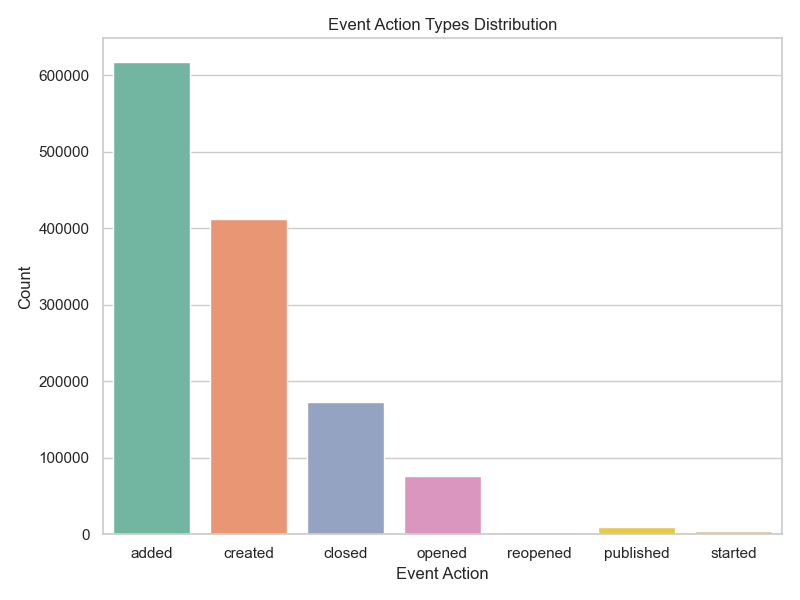 Event Action Types Distribution
600000
500000
400000
300000
200000
100000
0
Count
added created closed opened reopened published started
Event Action